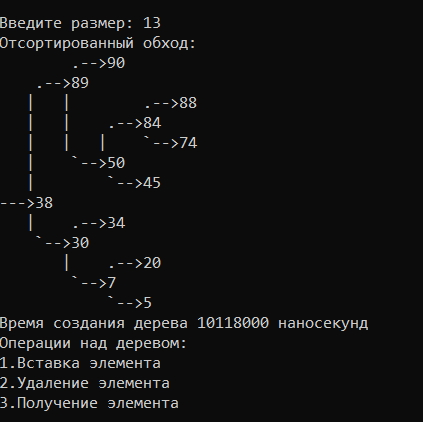 Введите размер: 13
Отсортированный обход:
        .-->90
    .-->89
   |   |        .-->88
   |   |    .-->84
   |   |   |    `-->74
   |    `-->50
   |        `-->45
--->38
   |    .-->34
    `-->30
       |    .-->20
        `-->7
            `-->5
Время создания дерева 10118000 наносекунд
Операции над деревом:
1.Вставка элемента
2.Удаление элемента
3.Получение элемента